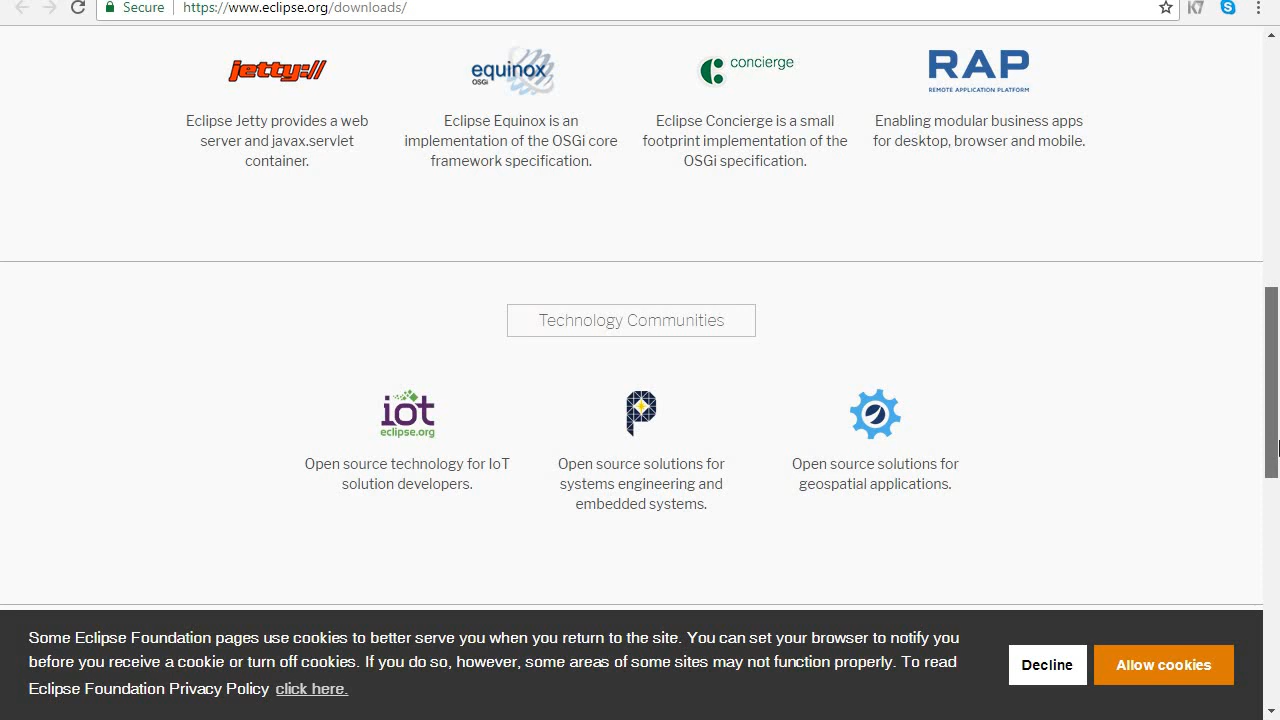 Secure
https://www.eclipse.org/downloads/
K7
jetty://
equinox
OSGi
concierge
RAP
REMOTE APPLICATION PLATFORM
Eclipse Jetty provides a web
server and javax.servlet
container.
Eclipse Equinox is an
implementation of the OSGi core
framework specification.
Eclipse Concierge is a small
footprint implementation of the
OSGi specification.
Enabling modular business apps
for desktop, browser and mobile.
Technology Communities
iot
eclipse.org
Open source technology for IoT
solution developers.
Open source solutions for
systems engineering and
embedded systems.
Open source solutions for
geospatial applications.
Some Eclipse Foundation pages use cookies to better serve you when you return to the site. You can set your browser to notify you
before you receive a cookie or turn off cookies. If you do so, however, some areas of some sites may not function properly. To read
Eclipse Foundation Privacy Policy click here.
Decline
Allow cookies